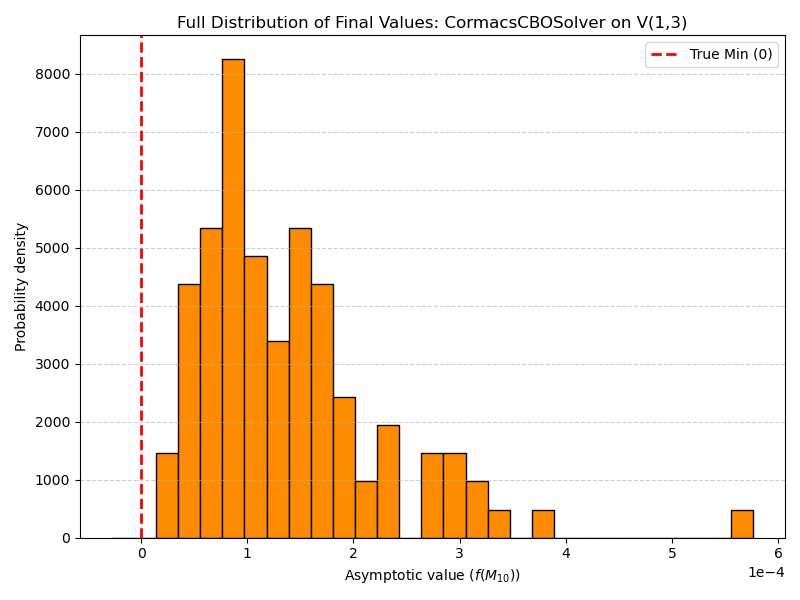 Full Distribution of Final Values: CormacsCBOSolver on V(1,3)
True Min (0)
8000
7000
6000
5000
4000
3000
2000
1000
0
Probability density
0 1 2 3 4 5 6
1e−4
Asymptotic value (f(M₁₀))